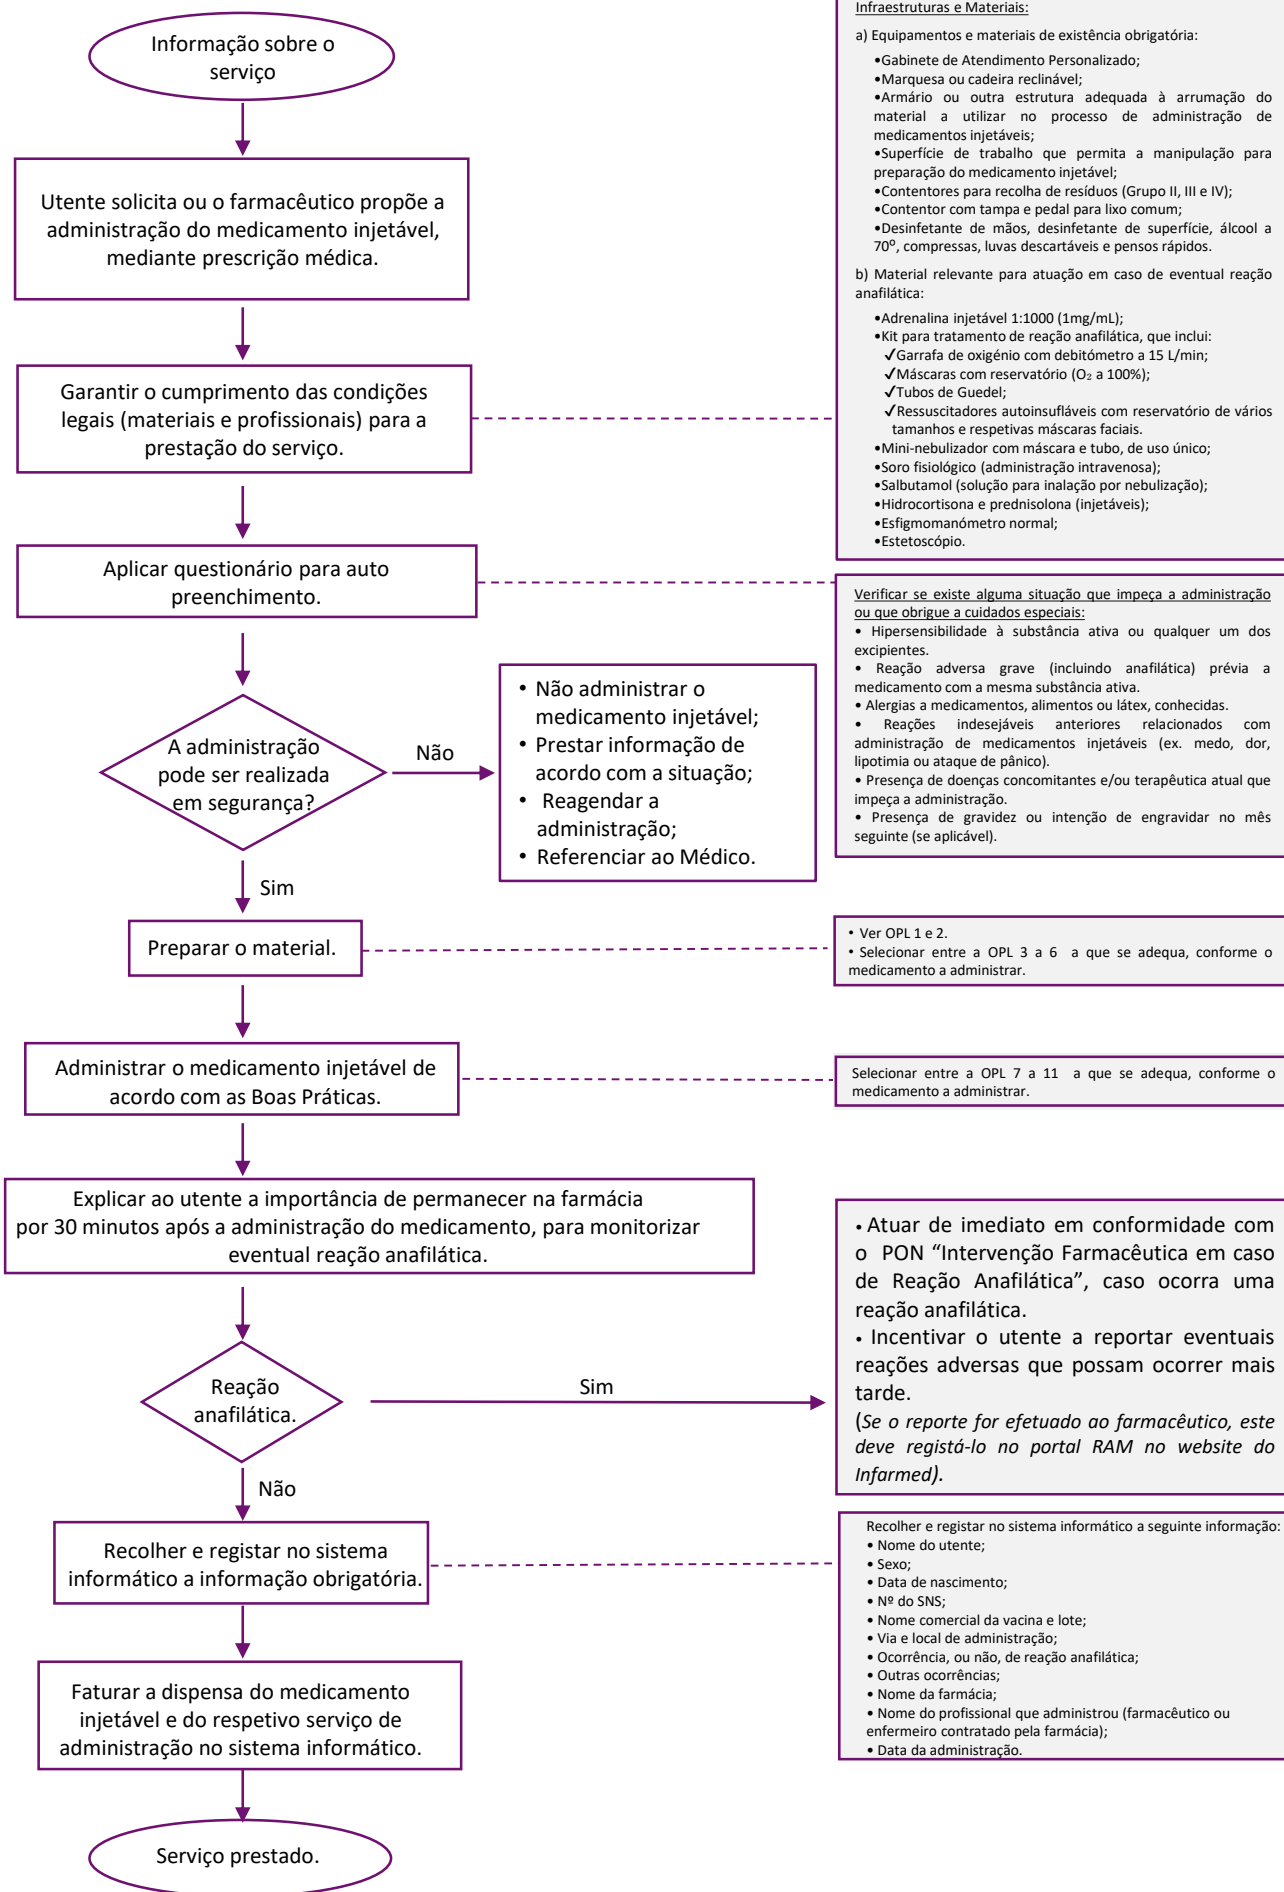 Informação sobre o
serviço
Utente solicita ou o farmacêutico propõe a
administração do medicamento injetável,
mediante prescrição médica.
Garantir o cumprimento das condições
legais (materiais e profissionais) para a
prestação do serviço.
Infraestruturas e Materiais:
a) Equipamentos e materiais de existência obrigatória:
•Gabinete de Atendimento Personalizado;
•Marquesa ou cadeira reclinável;
•Armário ou outra estrutura adequada à arrumação do
material a utilizar no processo de administração de
medicamentos injetáveis;
•Superfície de trabalho que permita a manipulação para
preparação do medicamento injetável;
•Contentores para recolha de resíduos (Grupo II, III e IV);
•Contentor com tampa e pedal para lixo comum;
•Desinfetante de mãos, desinfetante de superfície, álcool a
70º, compressas, luvas descartáveis e pensos rápidos.
b) Material relevante para atuação em caso de eventual reação
anafilática:
•Adrenalina injetável 1:1000 (1mg/mL);
•Kit para tratamento de reação anafilática, que inclui:
✓Garrafa de oxigénio com debitómetro a 15 L/min;
✓Máscaras com reservatório (O₂ a 100%);
✓Tubos de Guedel;
✓Ressuscitadores autoinsufláveis com reservatório de vários
tamanhos e respetivas máscaras faciais.
•Mini-nebulizador com máscara e tubo, de uso único;
•Soro fisiológico (administração intravenosa);
•Salbutamol (solução para inalação por nebulização);
•Hidrocortisona e prednisolona (injetáveis);
•Esfigmomanómetro normal;
•Estetoscópio.
Aplicar questionário para auto
preenchimento.
Verificar se existe alguma situação que impeça a administração
ou que obrigue a cuidados especiais:
• Hipersensibilidade à substância ativa ou qualquer um dos
excipientes.
• Reação adversa grave (incluindo anafilática) prévia a
medicamento com a mesma substância ativa.
• Alergias a medicamentos, alimentos ou látex, conhecidas.
• Reações indesejáveis anteriores relacionados com
administração de medicamentos injetáveis (ex. medo, dor,
lipotimia ou ataque de pânico).
• Presença de doenças concomitantes e/ou terapêutica atual que
impeça a administração.
• Presença de gravidez ou intenção de engravidar no mês
seguinte (se aplicável).
A administração
pode ser realizada
em segurança?
Não
• Não administrar o
medicamento injetável;
• Prestar informação de
acordo com a situação;
• Reagendar a
administração;
• Referenciar ao Médico.
Sim
Preparar o material.
• Ver OPL 1 e 2.
• Selecionar entre a OPL 3 a 6 a que se adequa, conforme o
medicamento a administrar.
Administrar o medicamento injetável de
acordo com as Boas Práticas.
Selecionar entre a OPL 7 a 11 a que se adequa, conforme o
medicamento a administrar.
Explicar ao utente a importância de permanecer na farmácia
por 30 minutos após a administração do medicamento, para monitorizar
eventual reação anafilática.
Reação
anafilática.
Sim
• Atuar de imediato em conformidade com
o PON “Intervenção Farmacêutica em caso
de Reação Anafilática”, caso ocorra uma
reação anafilática.
• Incentivar o utente a reportar eventuais
reações adversas que possam ocorrer mais
tarde.
(Se o reporte for efetuado ao farmacêutico, este
deve registá-lo no portal RAM no website do
Infarmed).
Não
Recolher e registar no sistema
informático a informação obrigatória.
Recolher e registar no sistema informático a seguinte informação:
• Nome do utente;
• Sexo;
• Data de nascimento;
• Nº do SNS;
• Nome comercial da vacina e lote;
• Via e local de administração;
• Ocorrência, ou não, de reação anafilática;
• Outras ocorrências;
• Nome da farmácia;
• Nome do profissional que administrou (farmacêutico ou
enfermeiro contratado pela farmácia);
• Data da administração.
Faturar a dispensa do medicamento
injetável e do respetivo serviço de
administração no sistema informático.
Serviço prestado.